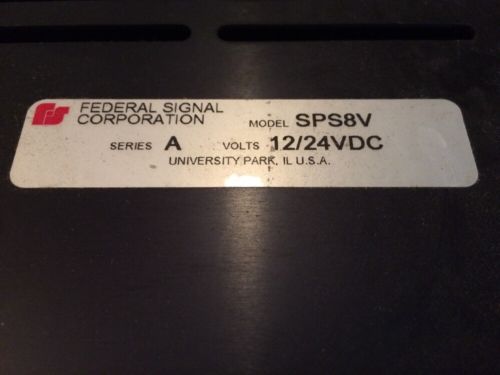 FEDERAL SIGNAL
CORPORATION MODEL SPS8V
SERIES A VOLTS 12/24VDC
UNIVERSITY PARK, IL U.S.A.